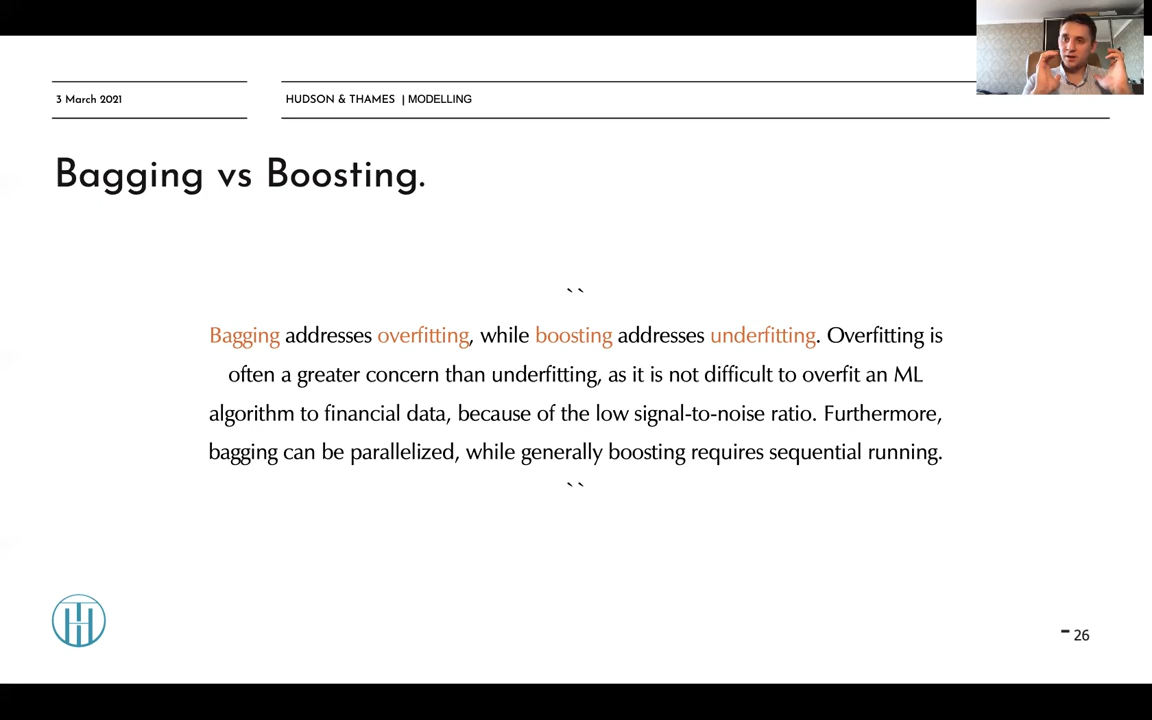 3 March 2021
HUDSON & THAMES | MODELLING
Bagging vs Boosting.
``
Bagging addresses overfitting, while boosting addresses underfitting. Overfitting is
often a greater concern than underfitting, as it is not difficult to overfit an ML
algorithm to financial data, because of the low signal-to-noise ratio. Furthermore,
bagging can be parallelized, while generally boosting requires sequential running.
``
- 26